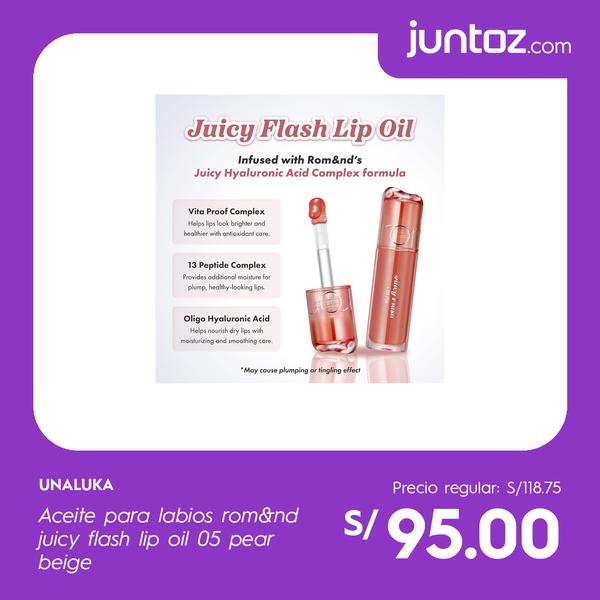 juntoz.com
Juicy Flash Lip Oil
Infused with Rom&nd's
Juicy Hyaluronic Acid Complex formula
Vita Proof Complex
Helps lips look brighter and
healthier with antioxidant care.
13 Peptide Complex
Provides additional moisture for
plump, healthy-looking lips.
Oligo Hyaluronic Acid
Helps nourish dry lips with
moisturizing and smoothing care.
*May cause plumping or tingling effect
UNALUKA
Aceite para labios rom&nd
juicy flash lip oil 05 pear
beige
Precio regular: S/118.75
S/ 95.00